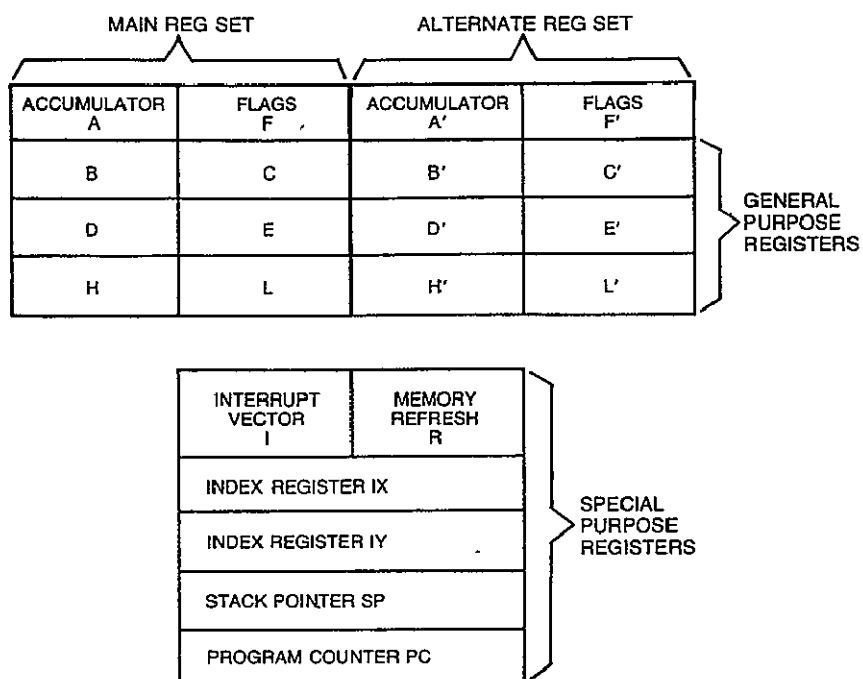 MAIN REG SET
ALTERNATE REG SET
ACCUMULATOR
A
FLAGS
F
ACCUMULATOR
A'
FLAGS
F'
B
C
B'
C'
D
E
D'
E'
H
L
H'
L'
GENERAL
PURPOSE
REGISTERS
INTERRUPT
VECTOR
I
MEMORY
REFRESH
R
INDEX REGISTER IX
INDEX REGISTER IY
STACK POINTER SP
PROGRAM COUNTER PC
SPECIAL
PURPOSE
REGISTERS